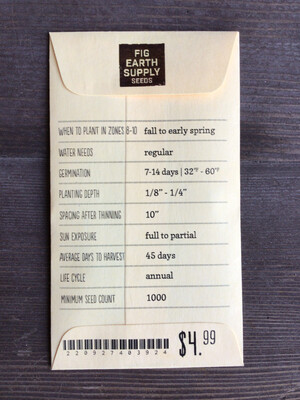 FIG
EARTH
SUPPLY
SEEDS
WHEN TO PLANT IN ZONES 8-10 fall to early spring
WATER NEEDS regular
GERMINATION 7-14 days | 32°F - 60°F
PLANTING DEPTH 1/8" - 1/4"
SPACING AFTER THINNING 10"
SUN EXPOSURE full to partial
AVERAGE DAYS TO HARVEST 45 days
LIFE CYCLE annual
MINIMUM SEED COUNT 1000
$4.99
220927403924